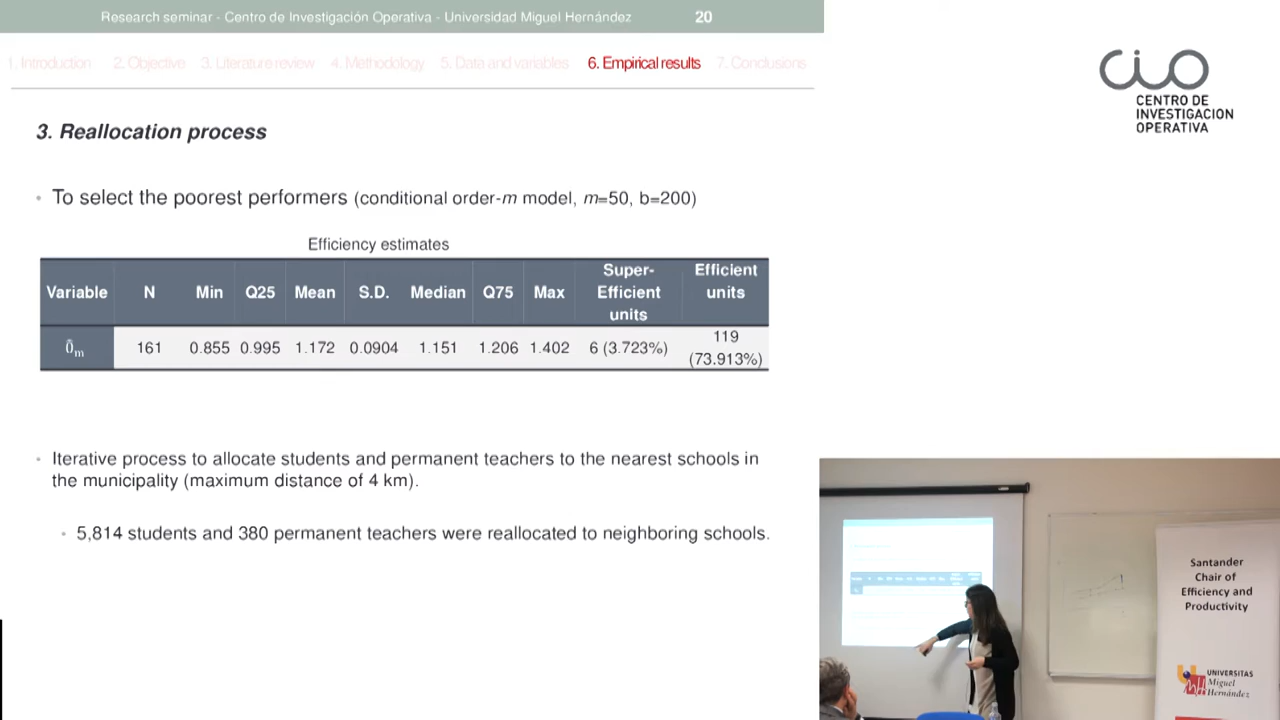 Research seminar - Centro de Investigación Operativa - Universidad Miguel Hernández 20
1. Introduction 2. Objective 3. Literature review 4. Methodology 5. Data and variables 6. Empirical results 7. Conclusions
CENTRO DE
INVESTIGACION
OPERATIVA
3. Reallocation process
• To select the poorest performers (conditional order-m model, m=50, b=200)
Efficiency estimates
Variable N Min Q25 Mean S.D. Median Q75 Max Super-Efficient units Efficient units
161 0.855 0.995 1.172 0.0904 1.151 1.206 1.402 6 (3.723%) 119 (73.913%)
• Iterative process to allocate students and permanent teachers to the nearest schools in
the municipality (maximum distance of 4 km).
• 5,814 students and 380 permanent teachers were reallocated to neighboring schools.
Santander
Chair of
Efficiency and
Productivity
UNIVERSITAS
Miguel
Hernández